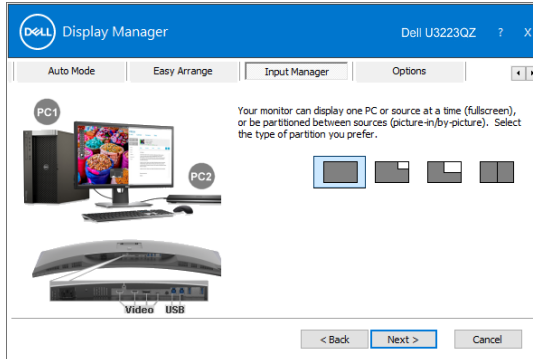 DELL Display Manager
Dell U3223QZ ? X
Auto Mode Easy Arrange Input Manager Options
Your monitor can display one PC or source at a time (fullscreen),
or be partitioned between sources (picture-in/by-picture). Select
the type of partition you prefer.
PC1
PC2
Video USB
< Back Next > Cancel